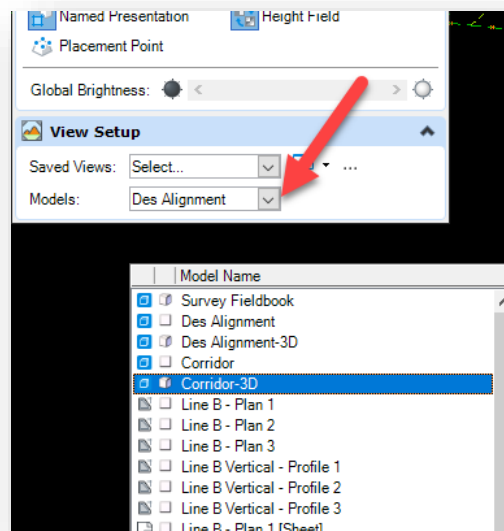 Named Presentation Height Field
Placement Point
Global Brightness:
View Setup
Saved Views: Select... ...
Models: Des Alignment
Model Name
Survey Fieldbook
Des Alignment
Des Alignment-3D
Corridor
Corridor-3D
Line B - Plan 1
Line B - Plan 2
Line B - Plan 3
Line B Vertical - Profile 1
Line B Vertical - Profile 2
Line B Vertical - Profile 3
Line B - Plan 1 [Sheet]